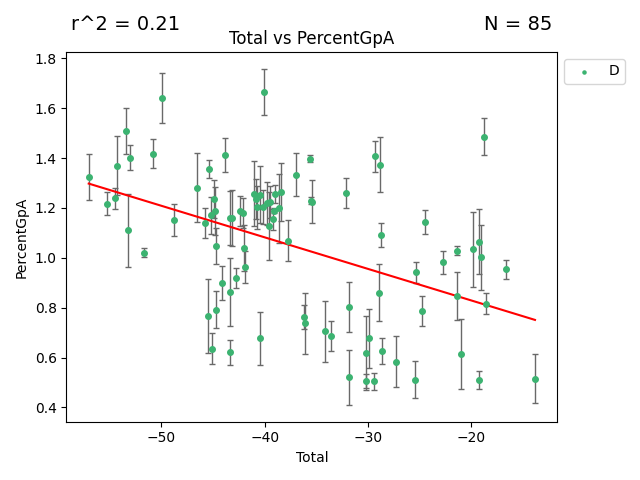 r^2 = 0.21
N = 85
Total vs PercentGpA
D
PercentGpA
1.8
1.6
1.4
1.2
1.0
0.8
0.6
0.4
−50
−40
−30
−20
Total